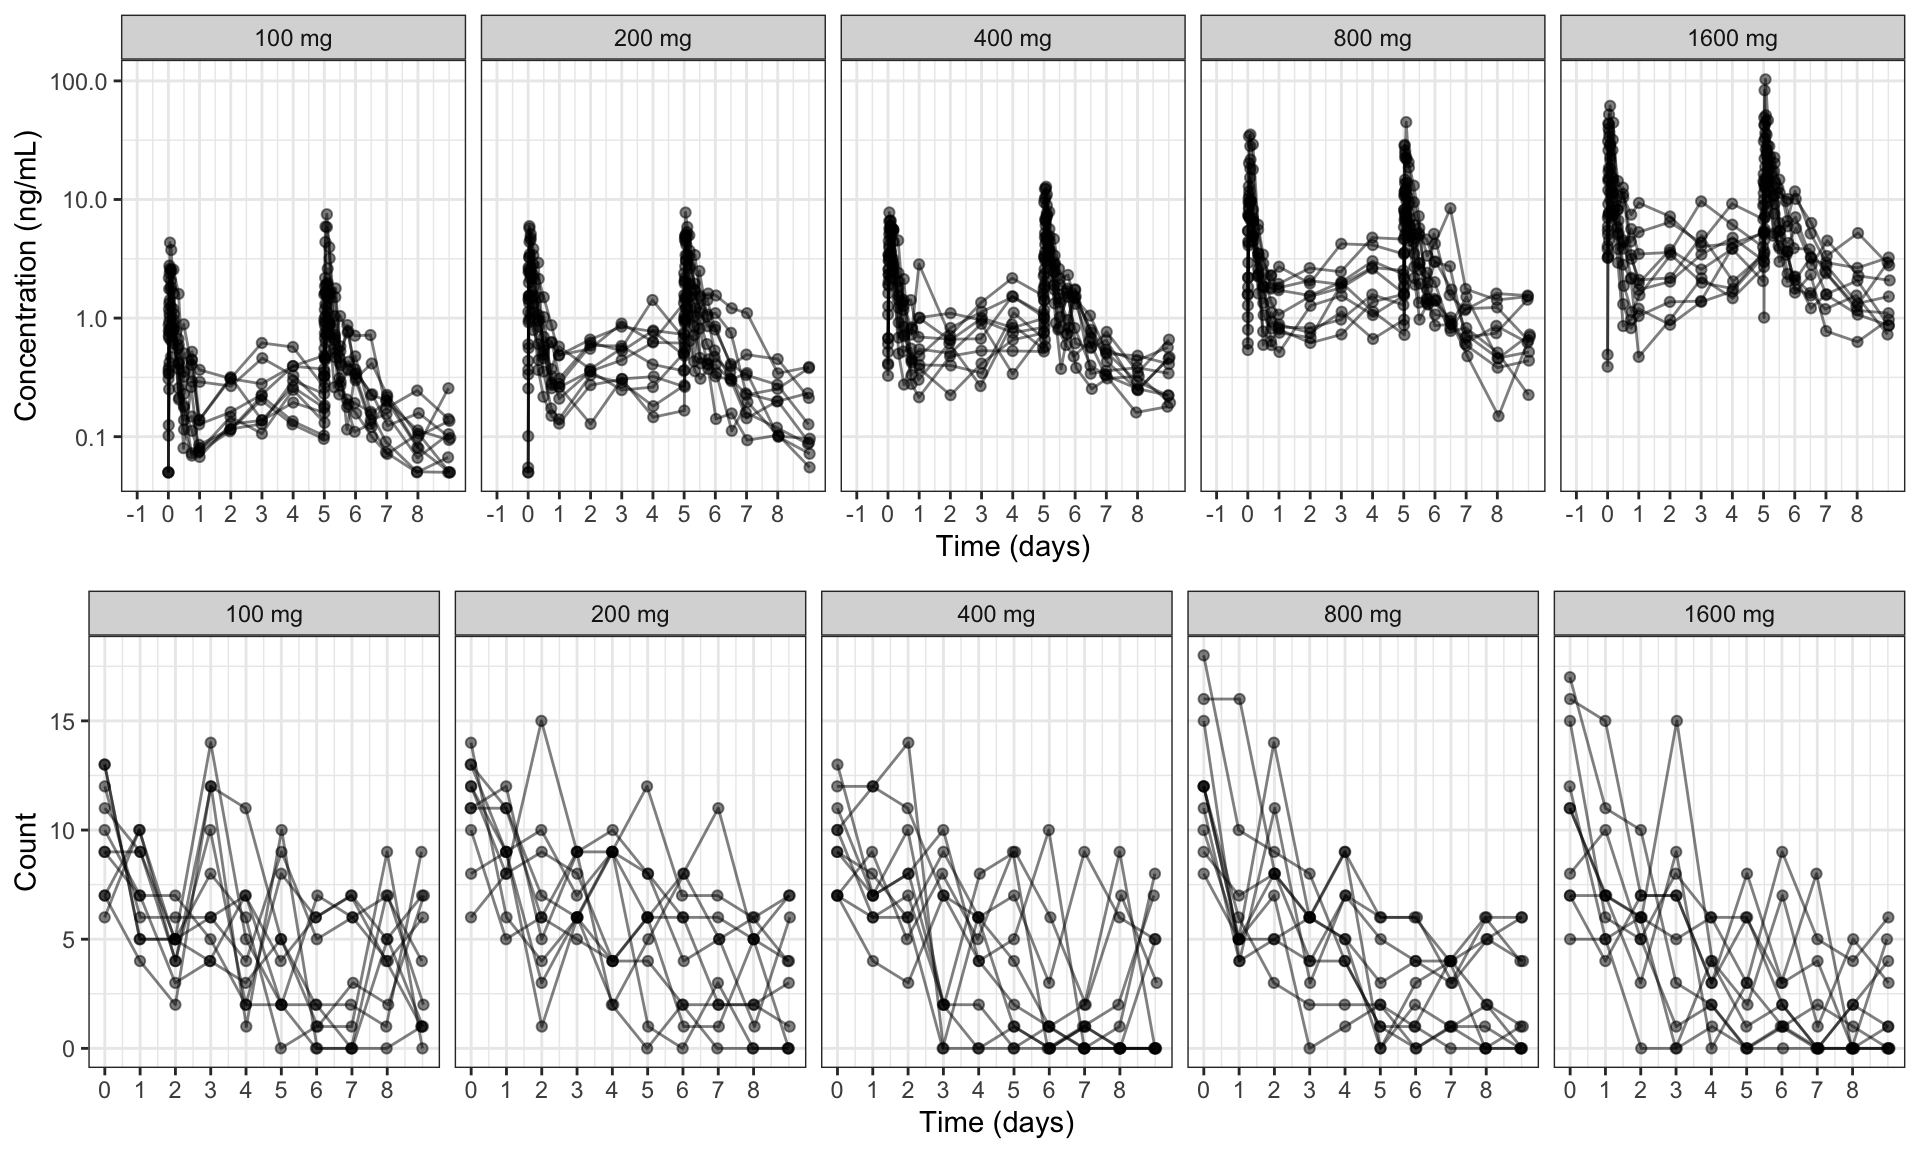 100 mg 200 mg 400 mg 800 mg 1600 mg
100.0
10.0
1.0
0.1
Concentration (ng/mL)
-1 0 1 2 3 4 5 6 7 8 -1 0 1 2 3 4 5 6 7 8 -1 0 1 2 3 4 5 6 7 8 -1 0 1 2 3 4 5 6 7 8 -1 0 1 2 3 4 5 6 7 8
Time (days)
100 mg 200 mg 400 mg 800 mg 1600 mg
15
10
5
0
Count
0 1 2 3 4 5 6 7 8 0 1 2 3 4 5 6 7 8 0 1 2 3 4 5 6 7 8 0 1 2 3 4 5 6 7 8 0 1 2 3 4 5 6 7 8
Time (days)